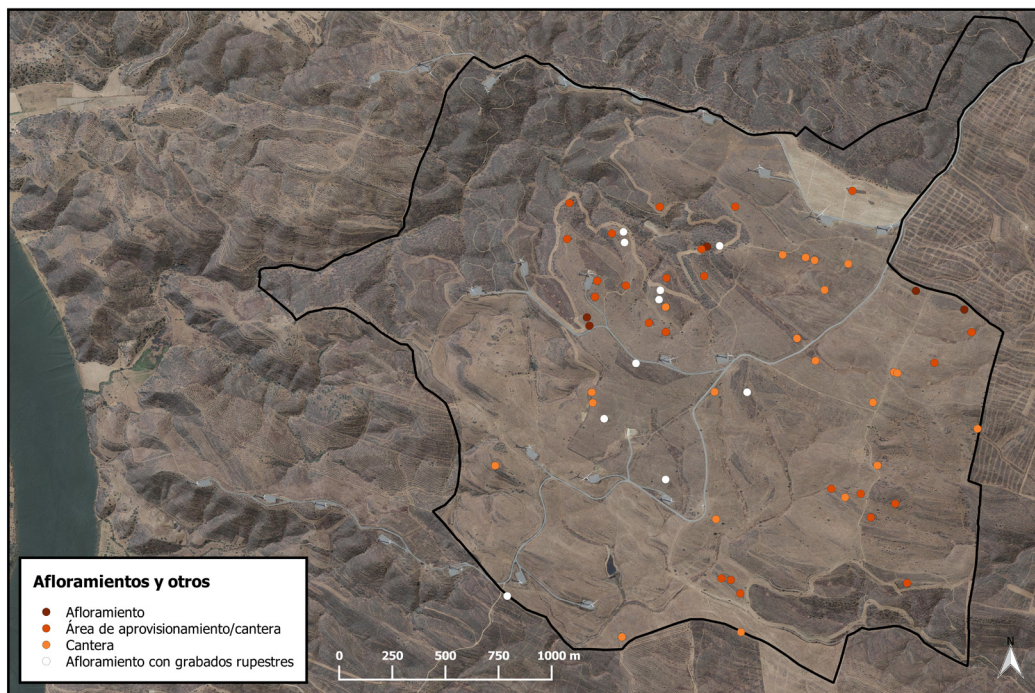 Afloramientos y otros
Afloramiento
Área de aprovisionamiento/cantera
Cantera
Afloramiento con grabados rupestres
0 250 500 750 1000 m
N